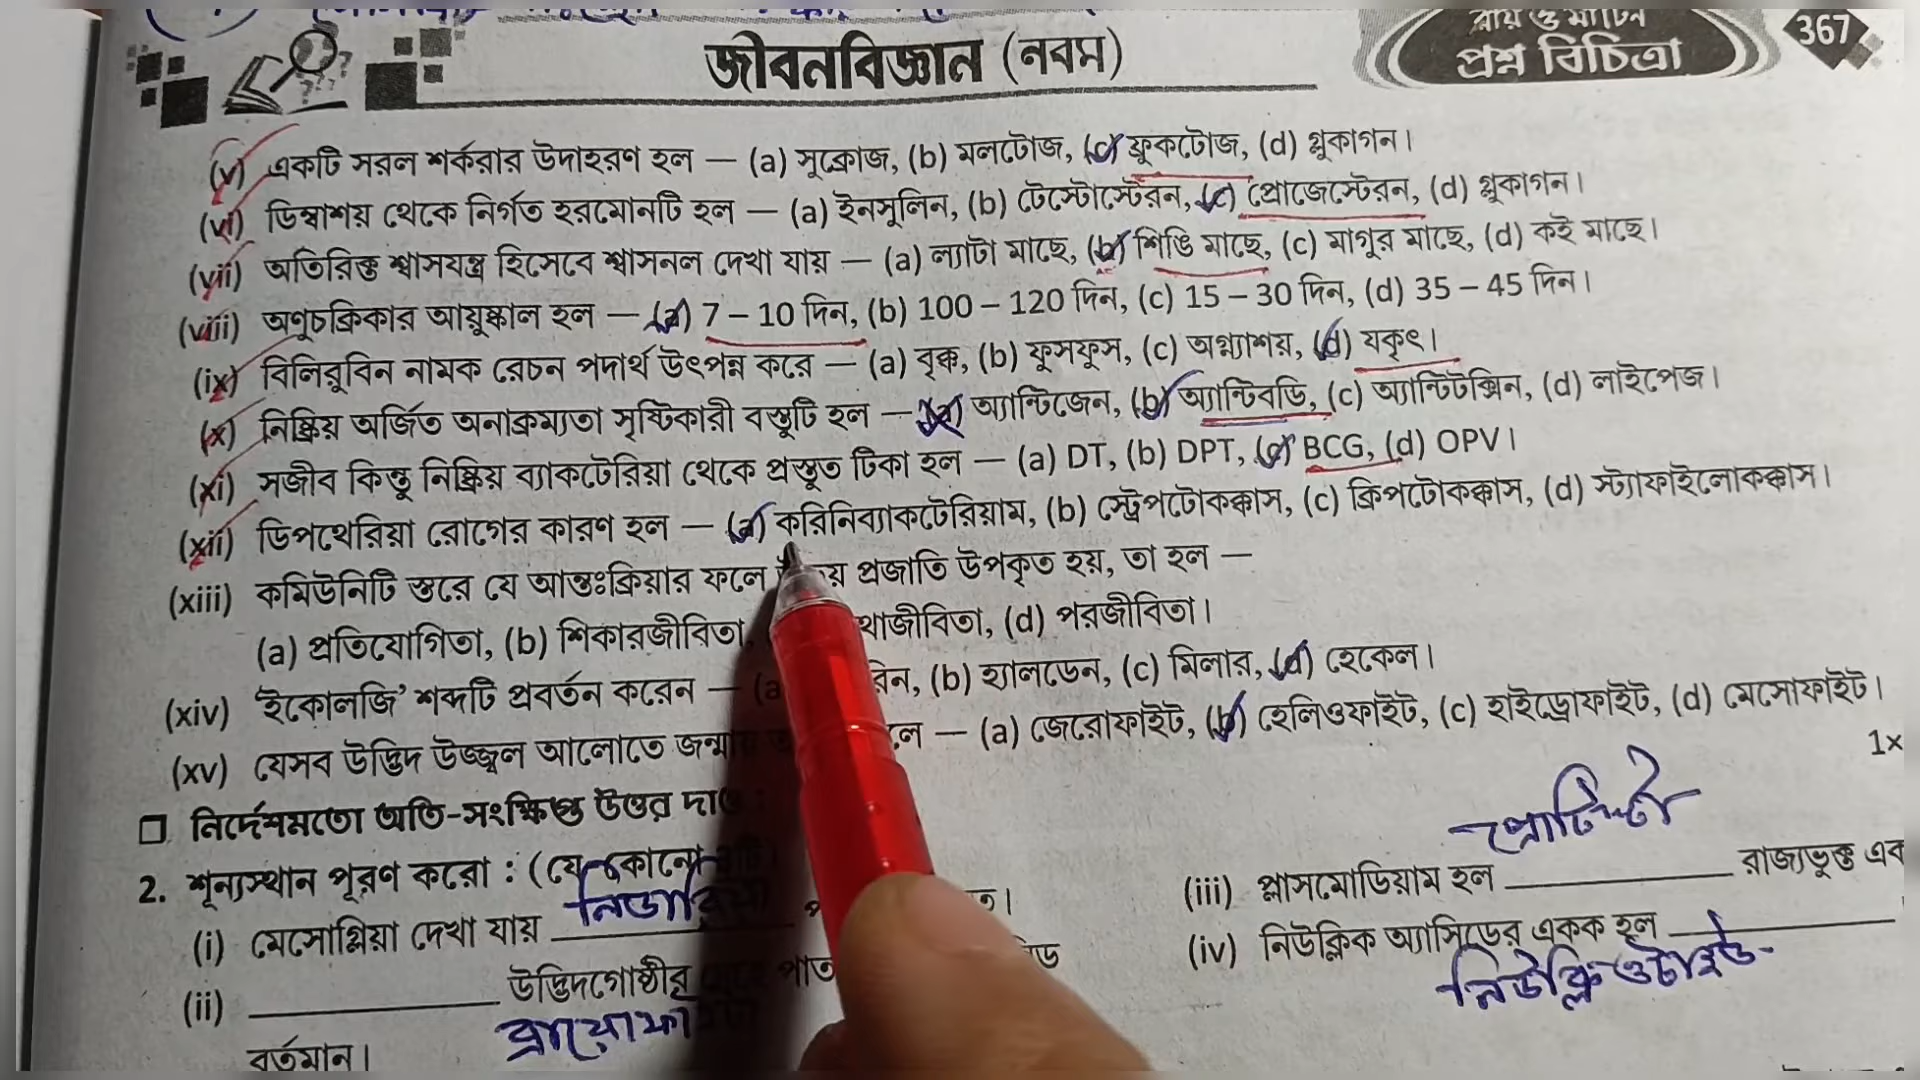 রায় ও মার্টিন
প্রশ্ন বিচিত্রা
367
জীবনবিজ্ঞান (নবম)
(v) একটি সরল শর্করার উদাহরণ হল — (a) সুক্রোজ, (b) মলটোজ, (c) ফ্রুকটোজ, (d) গ্লুকাগন।
(vi) ডিম্বাশয় থেকে নির্গত হরমোনটি হল — (a) ইনসুলিন, (b) টেস্টোস্টেরন, (c) প্রোজেস্টেরন, (d) গ্লুকাগন।
(vii) অতিরিক্ত শ্বাসযন্ত্র হিসেবে শ্বাসনল দেখা যায় — (a) ল্যাটা মাছে, (b) শিঙি মাছে, (c) মাগুর মাছে, (d) কই মাছে।
(viii) অণুচক্রিকার আয়ুষ্কাল হল — (a) 7 – 10 দিন, (b) 100 – 120 দিন, (c) 15 – 30 দিন, (d) 35 – 45 দিন।
(ix) বিলিরুবিন নামক রেচন পদার্থ উৎপন্ন করে — (a) বৃক্ক, (b) ফুসফুস, (c) অগ্ন্যাশয়, (d) যকৃৎ।
(x) নিষ্ক্রিয় অর্জিত অনাক্রম্যতা সৃষ্টিকারী বস্তুটি হল — (a) অ্যান্টিজেন, (b) অ্যান্টিবডি, (c) অ্যান্টিটক্সিন, (d) লাইপেজ।
(xi) সজীব কিন্তু নিষ্ক্রিয় ব্যাকটেরিয়া থেকে প্রস্তুত টিকা হল — (a) DT, (b) DPT, (c) BCG, (d) OPV।
(xii) ডিপথেরিয়া রোগের কারণ হল — (a) করিনিব্যাকটেরিয়াম, (b) স্ট্রেপটোকক্কাস, (c) ক্রিপটোকক্কাস, (d) স্ট্যাফাইলোকক্কাস।
(xiii) কমিউনিটি স্তরে যে আন্তঃক্রিয়ার ফলে প্রজাতি উপকৃত হয়, তা হল —
(a) প্রতিযোগিতা, (b) শিকারজীবিতা, থোজীবিতা, (d) পরজীবিতা।
(xiv) 'ইকোলজি' শব্দটি প্রবর্তন করেন — (a রিন, (b) হ্যালডেন, (c) মিলার, (d) হেকেল।
(xv) যেসব উদ্ভিদ উজ্জ্বল আলোতে জন্মায় লে — (a) জেরোফাইট, (b) হেলিওফাইট, (c) হাইড্রোফাইট, (d) মেসোফাইট।
1×
নির্দেশমতো অতি-সংক্ষিপ্ত উত্তর দাও :
2. শূন্যস্থান পূরণ করো : (যে কোনো
নিডারিয়া
(i) মেসোগ্লিয়া দেখা যায়
(ii) উদ্ভিদগোষ্ঠীর পাত
ব্রায়োফাইটা
বর্তমান।
প্রোটিস্টা
(iii) প্লাসমোডিয়াম হল রাজ্যভুক্ত এক
(iv) নিউক্লিক অ্যাসিডের একক হল
নিউক্লিওটাইড